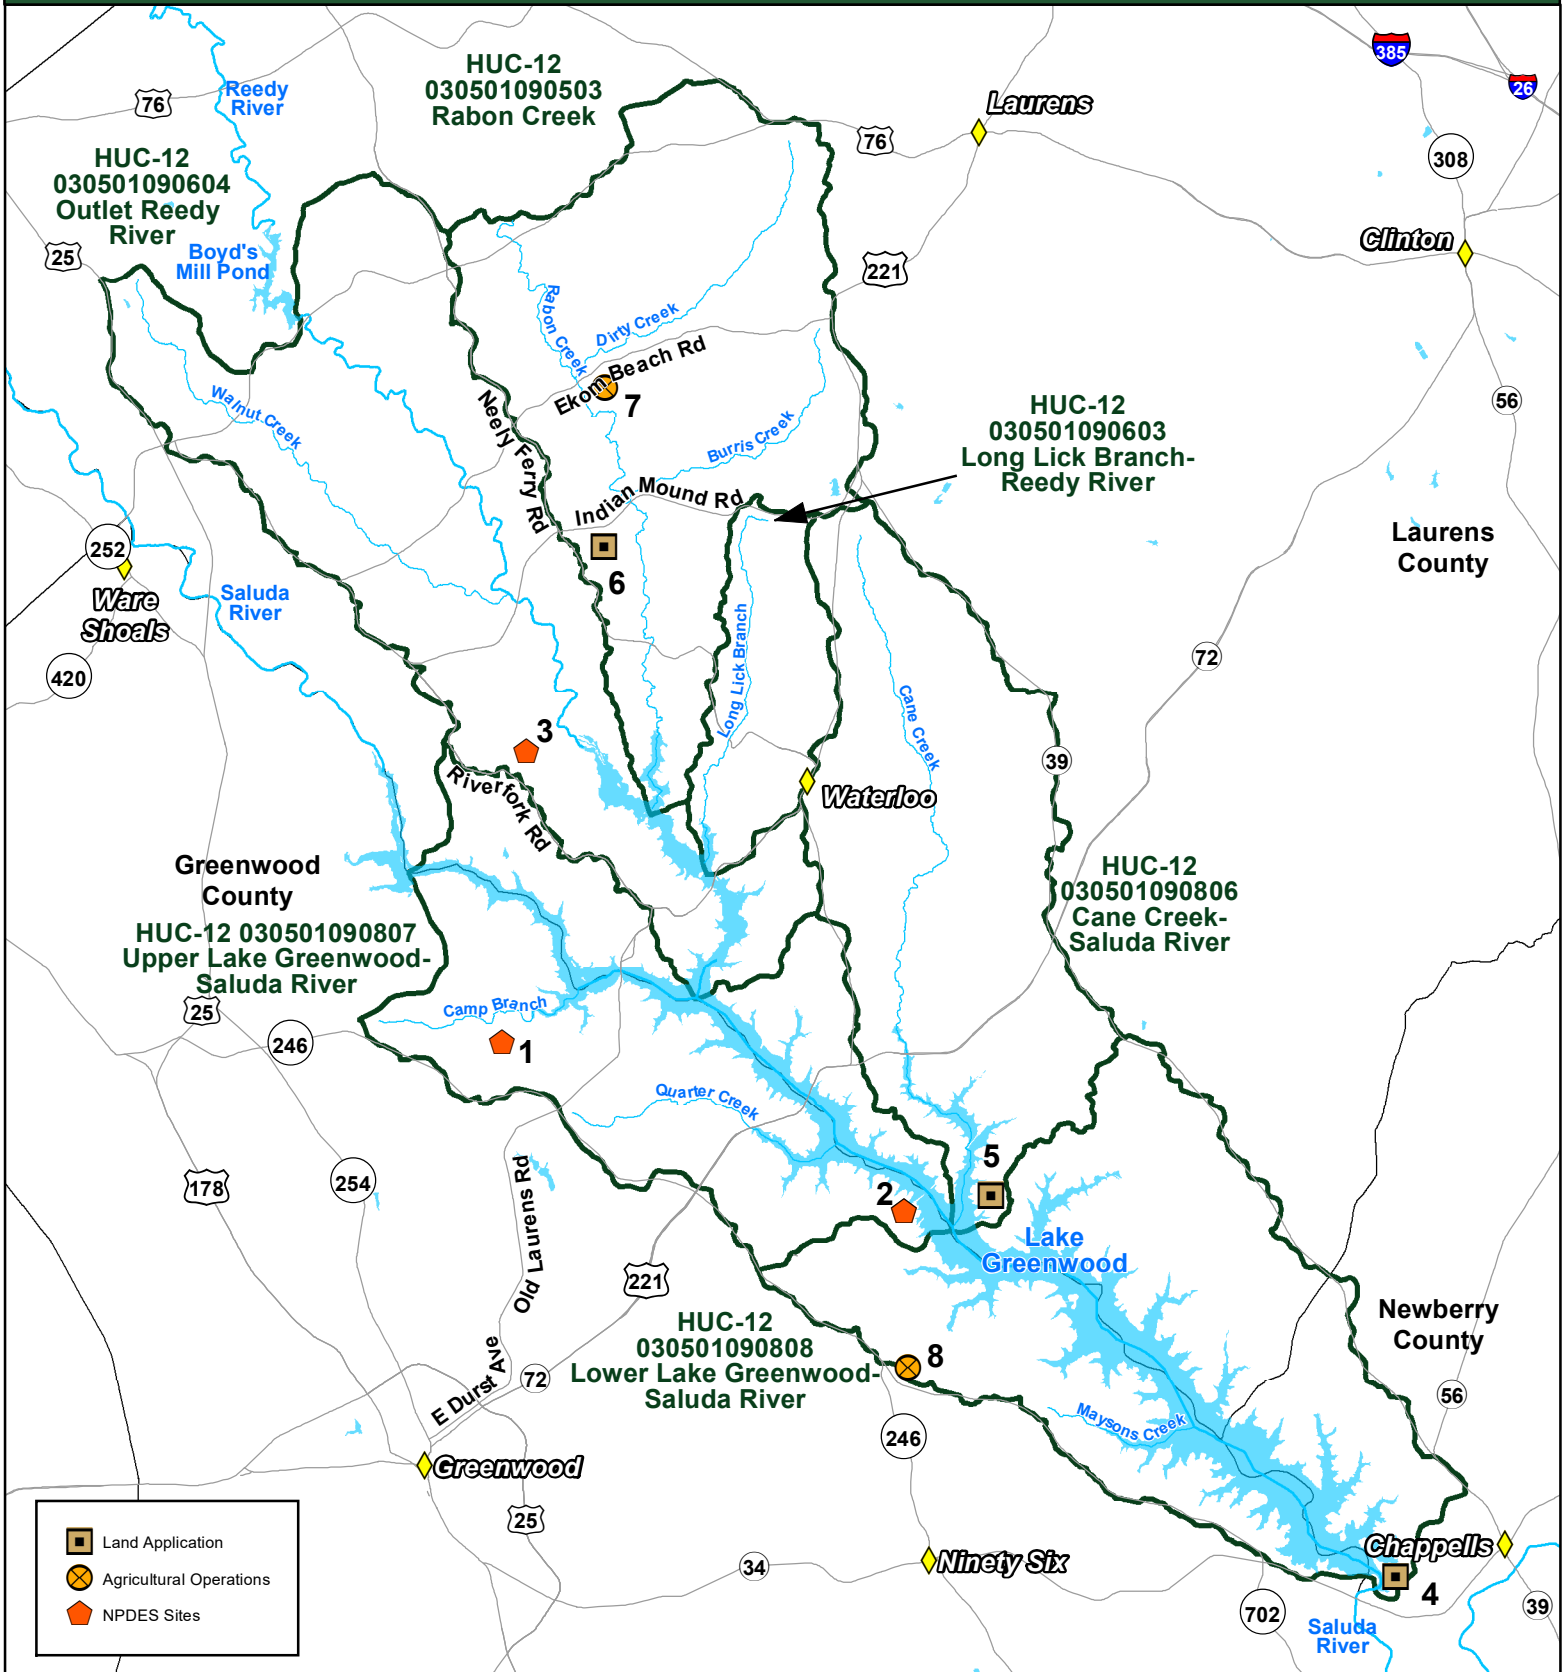 385
26
HUC-12
030501090503
Rabon Creek
Reedy
River
76
Laurens
76
308
HUC-12
030501090604
Outlet Reedy
River
25
Boyd's
Mill Pond
Clinton
221
Rabon Creek
Dirty Creek
Ekom Beach Rd
7
Walnut Creek
Neely Ferry Rd
Burris Creek
HUC-12
030501090603
Long Lick Branch-
Reedy River
56
Indian Mound Rd
252
Laurens
County
6
Ware
Shoals
Saluda
River
Long Lick Branch
420
72
Cane Creek
3
39
Riverfork Rd
Waterloo
Greenwood
County
HUC-12
030501090806
Cane Creek-
Saluda River
HUC-12 030501090807
Upper Lake Greenwood-
Saluda River
25
Camp Branch
246
1
Quarter Creek
5
178
254
2
Old Laurens Rd
Lake
Greenwood
221
HUC-12
030501090808
Lower Lake Greenwood-
Saluda River
Newberry
County
8
E Durst Ave
72
56
Maysons Creek
246
Greenwood
25
Land Application
Agricultural Operations
NPDES Sites
34
Ninety Six
Chappells
4
702
39
Saluda
River